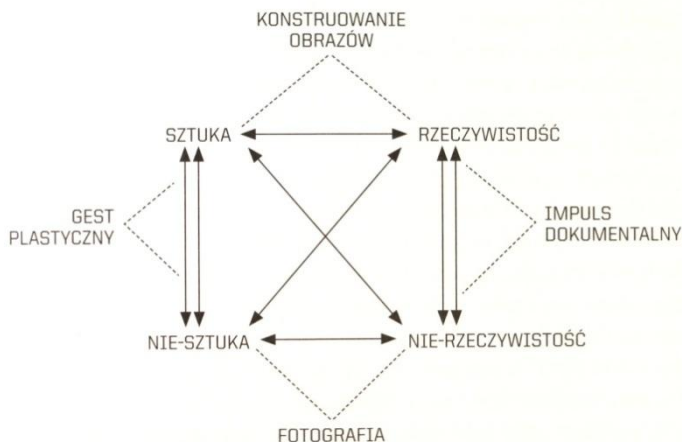 KONSTRUOWANIE
OBRAZÓW
SZTUKA
RZECZYWISTOŚĆ
GEST
PLASTYCZNY
IMPULS
DOKUMENTALNY
NIE-SZTUKA
NIE-RZECZYWISTOŚĆ
FOTOGRAFIA